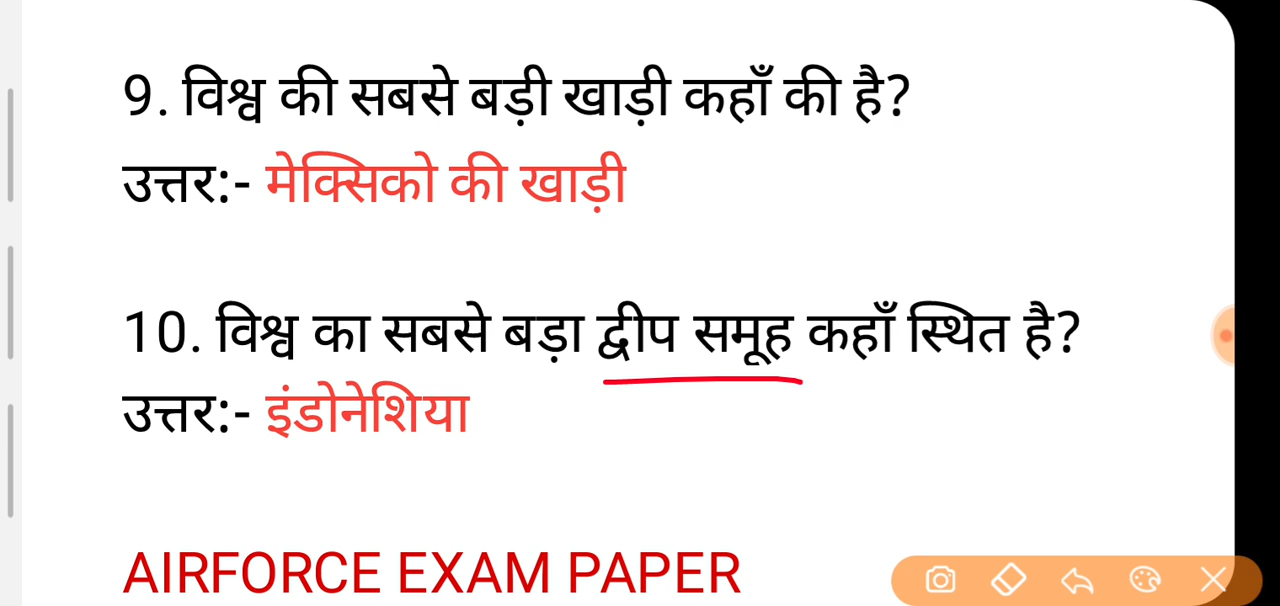 9. विश्व की सबसे बड़ी खाड़ी कहाँ की है?
उत्तर:- मेक्सिको की खाड़ी
10. विश्व का सबसे बड़ा द्वीप समूह कहाँ स्थित है?
उत्तर:- इंडोनेशिया
AIRFORCE EXAM PAPER